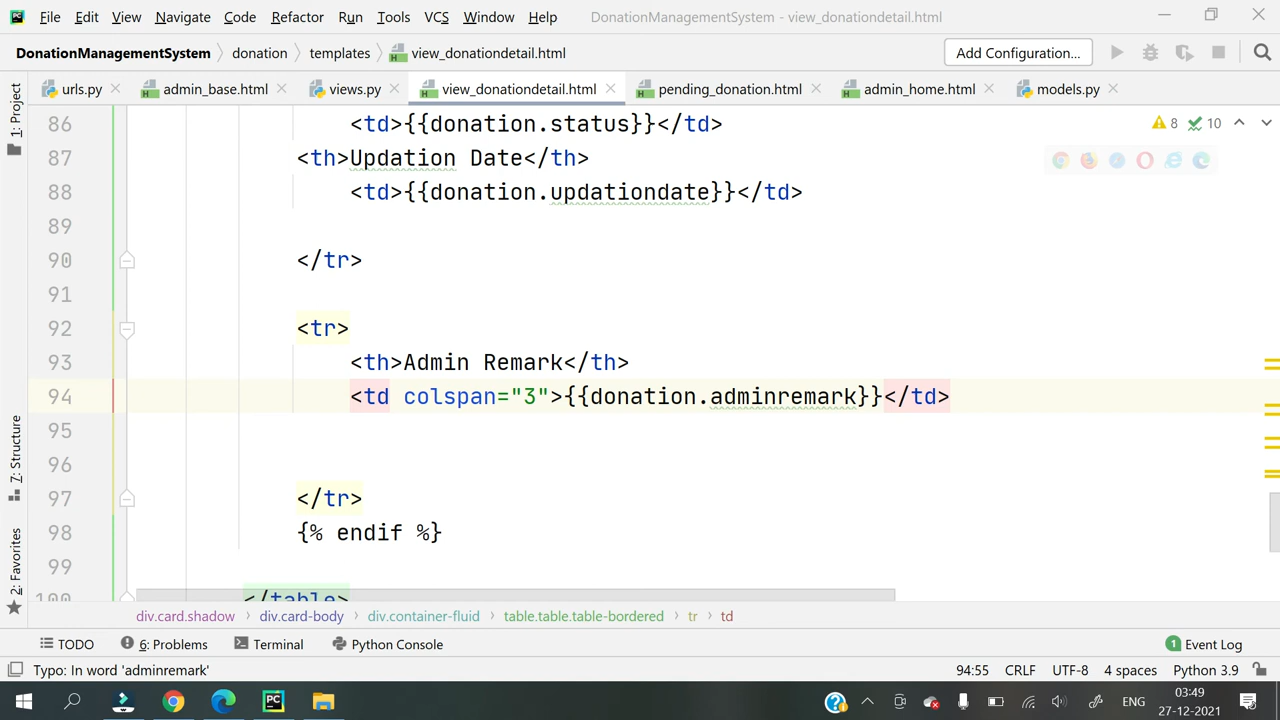 File Edit View Navigate Code Refactor Run Tools VCS Window Help DonationManagementSystem - view_donationdetail.html
DonationManagementSystem donation templates view_donationdetail.html Add Configuration...
urls.py admin_base.html views.py view_donationdetail.html pending_donation.html admin_home.html models.py
1: Project
7: Structure
2: Favorites
8 10
86 <td>{{donation.status}}</td>
87 <th>Updation Date</th>
88 <td>{{donation.updationdate}}</td>
89
90 </tr>
91
92 <tr>
93 <th>Admin Remark</th>
94 <td colspan="3">{{donation.adminremark}}</td>
95
96
97 </tr>
98 {% endif %}
99
100 </table>
div.card.shadow div.card-body div.container-fluid table.table.table-bordered tr td
TODO 6: Problems Terminal Python Console 1 Event Log
Typo: In word 'adminremark' 94:55 CRLF UTF-8 4 spaces Python 3.9
PC ENG 03:49
27-12-2021